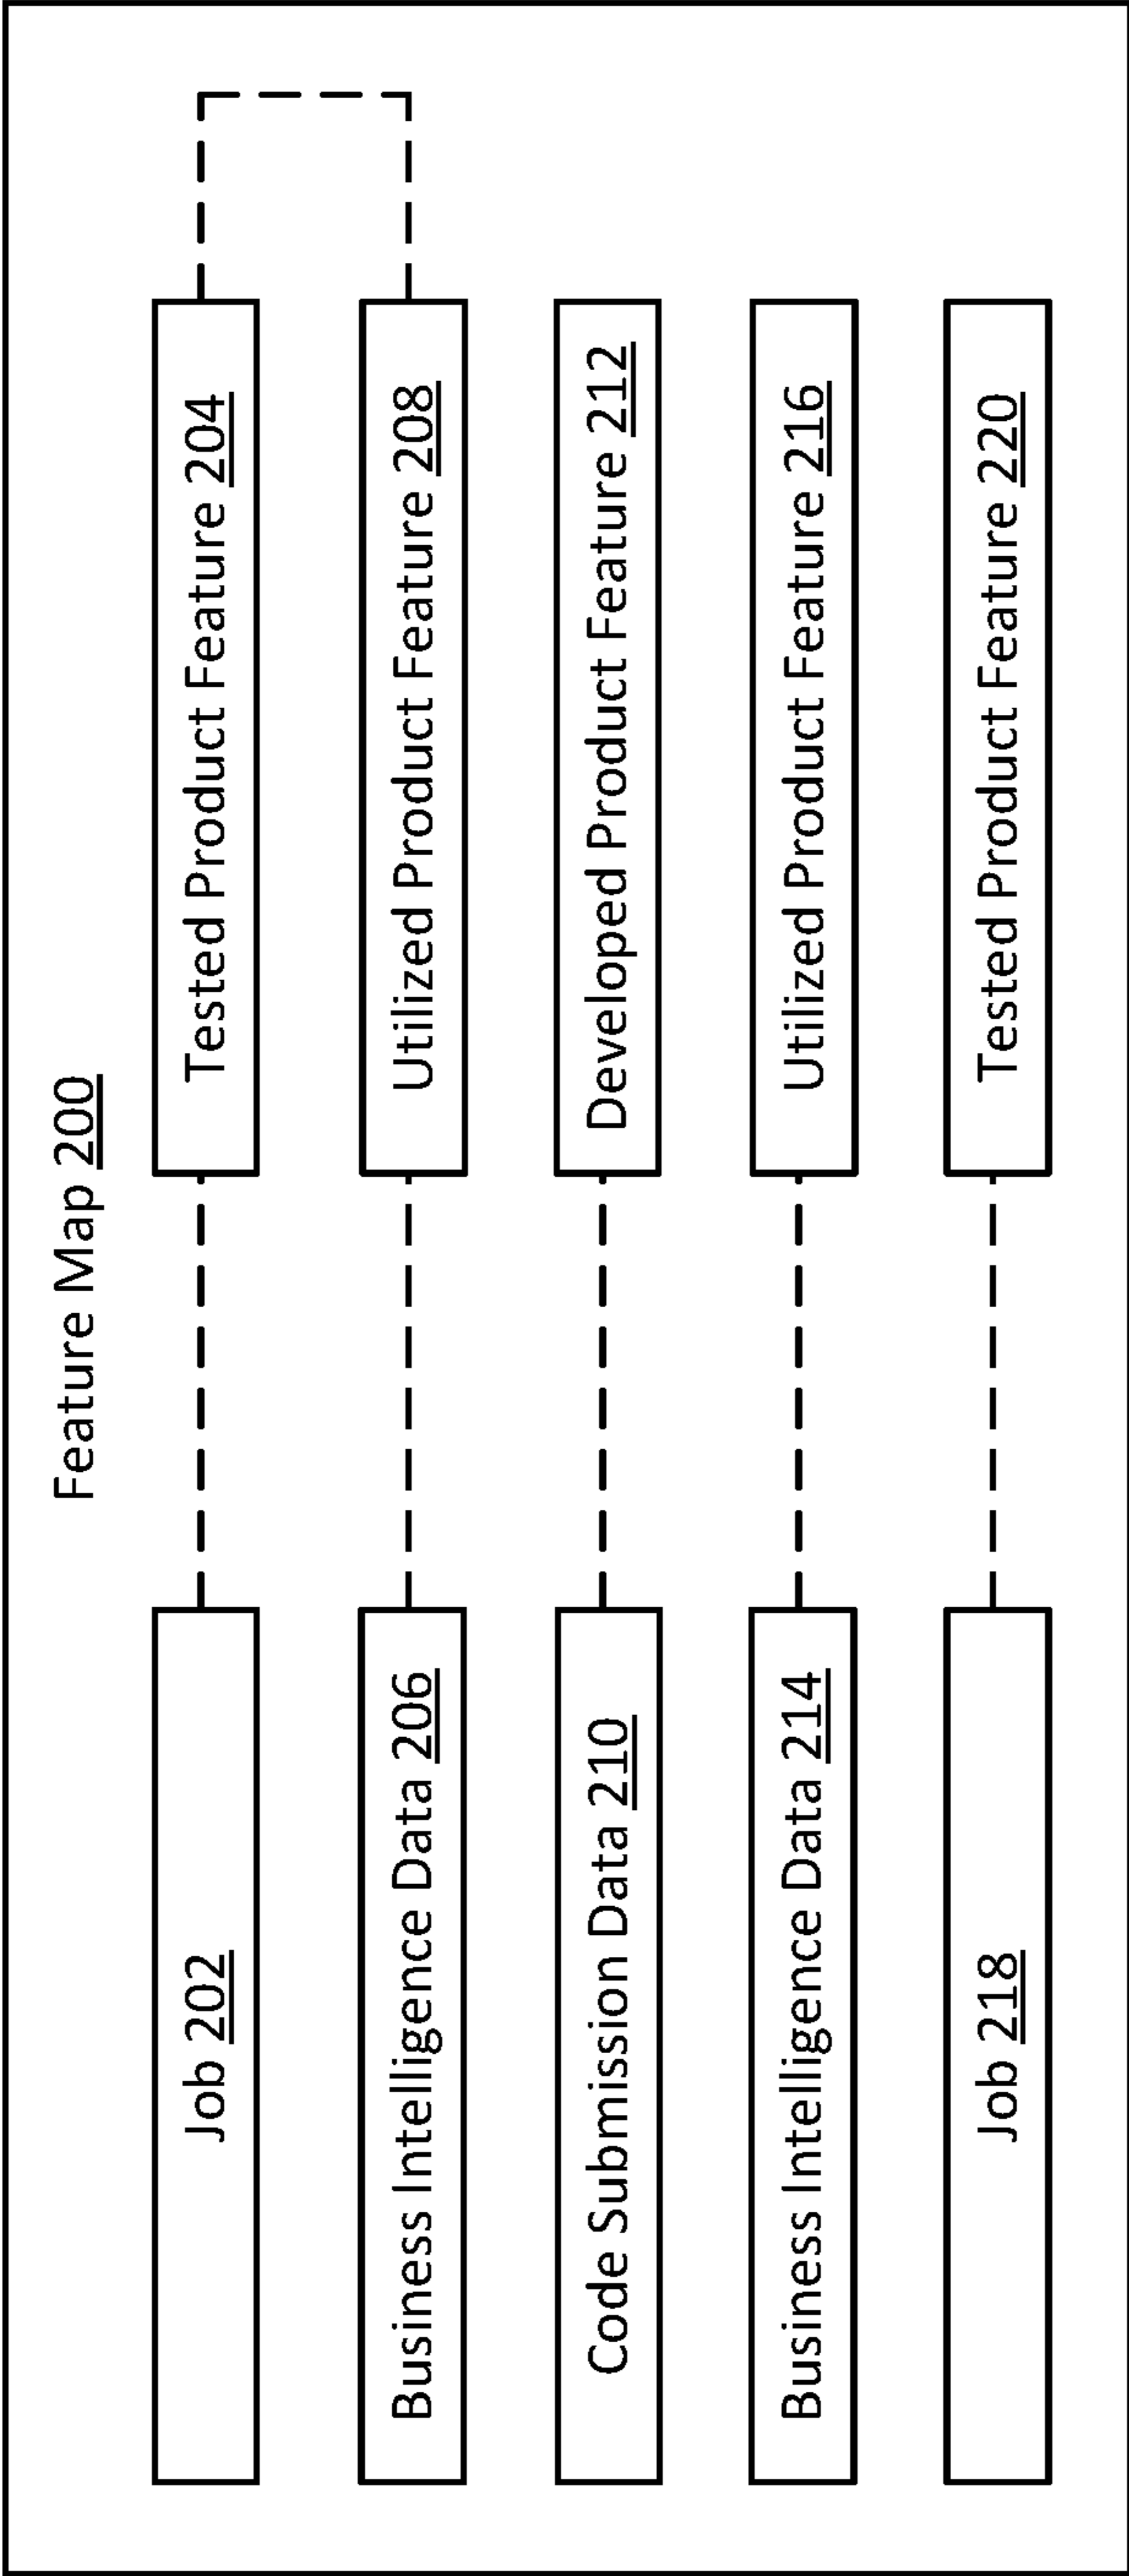 Feature Map 200
Job 202
Tested Product Feature 204
Business Intelligence Data 206
Utilized Product Feature 208
Code Submission Data 210
Developed Product Feature 212
Business Intelligence Data 214
Utilized Product Feature 216
Job 218
Tested Product Feature 220